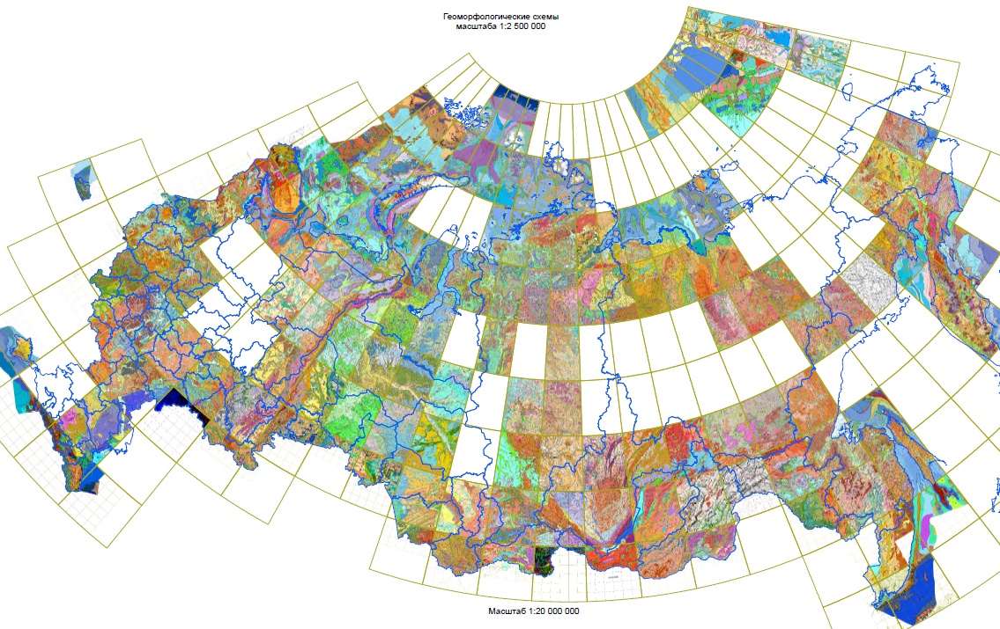 Геоморфологические схемы
масштаба 1:2 500 000
Масштаб 1:20 000 000